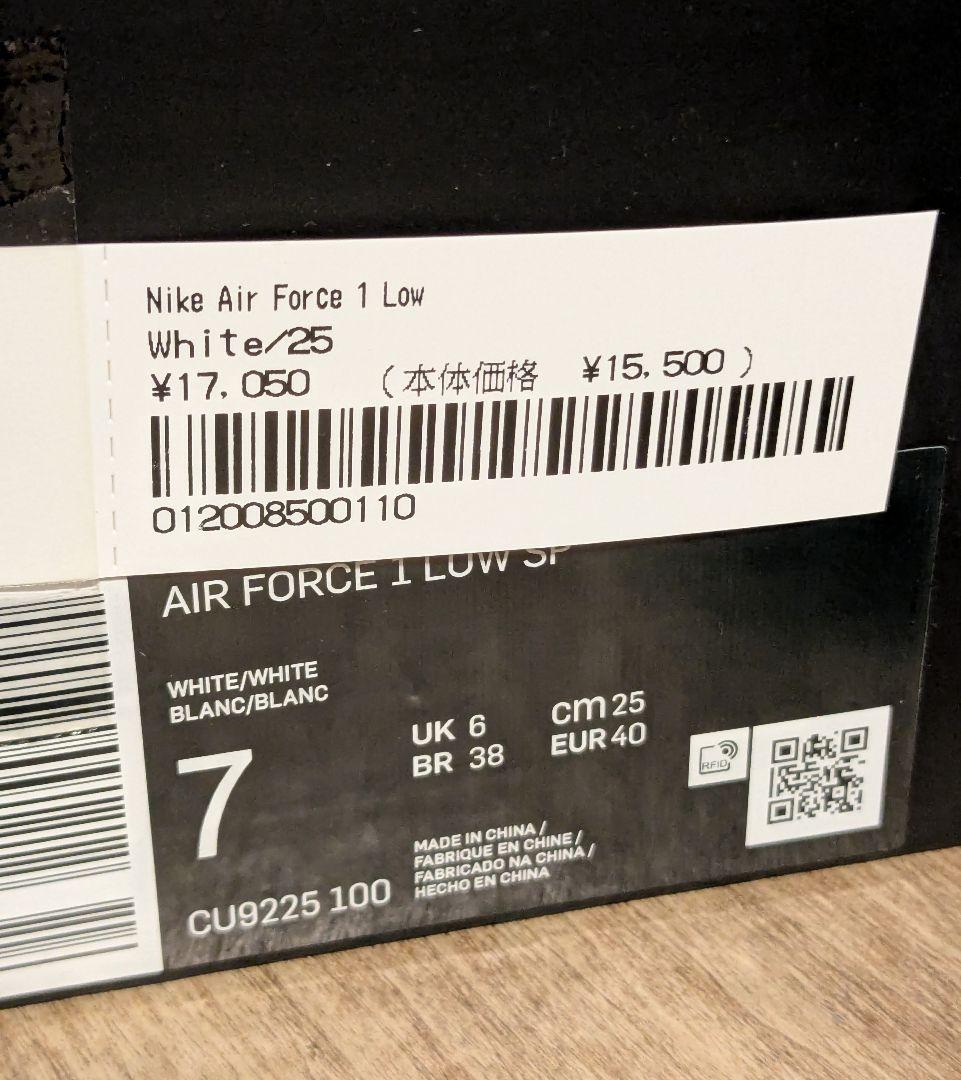 Nike Air Force 1 Low
White/25
¥17,050 (本体価格 ¥15,500 )
012008500110
AIR FORCE 1 LOW SP
WHITE/WHITE
BLANC/BLANC
7
UK 6
BR 38
cm 25
EUR 40
RFID
MADE IN CHINA /
FABRIQUE EN CHINE /
FABRICADO NA CHINA /
HECHO EN CHINA
CU9225 100